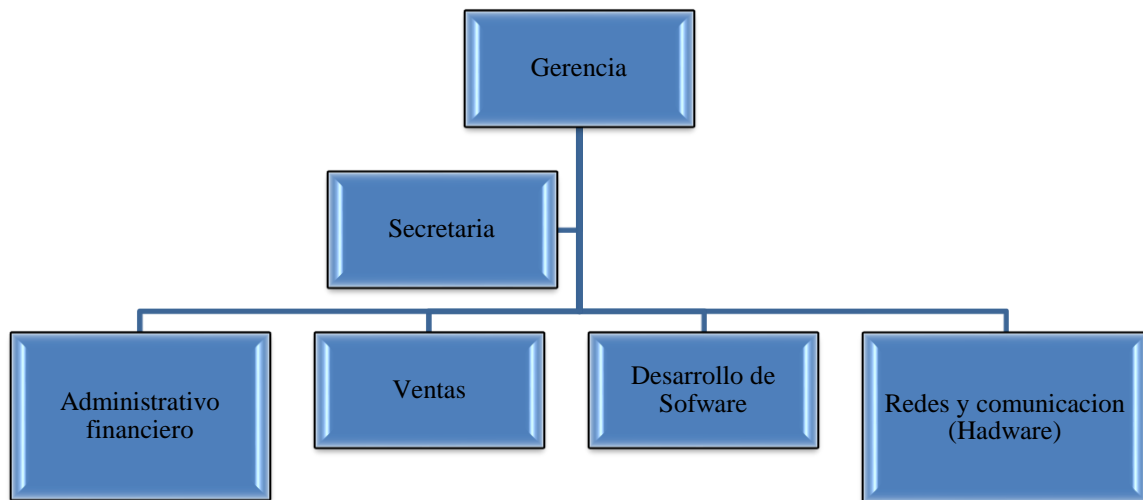 Gerencia
Secretaria
Administrativo
financiero
Ventas
Desarrollo de
Sofware
Redes y comunicacion
(Hadware)